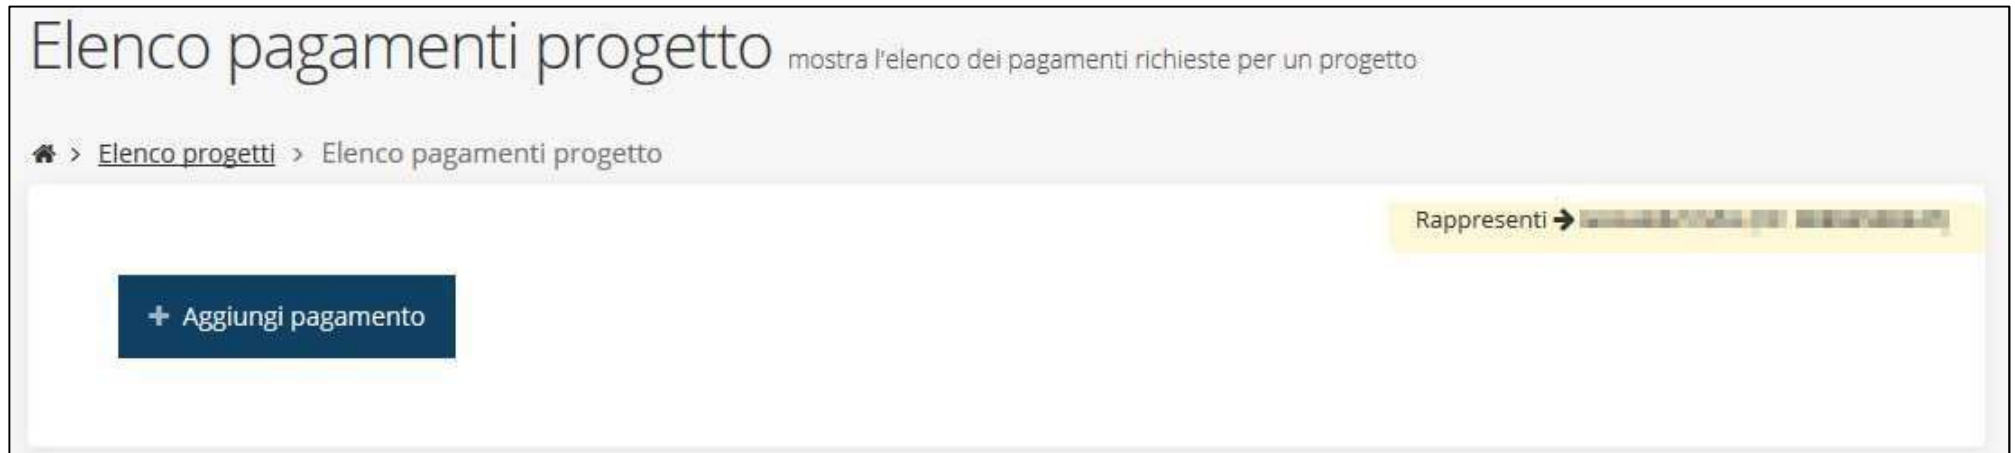 Elenco pagamenti progetto mostra l'elenco dei pagamenti richieste per un progetto
> Elenco progetti > Elenco pagamenti progetto
Rappresenti →
+ Aggiungi pagamento